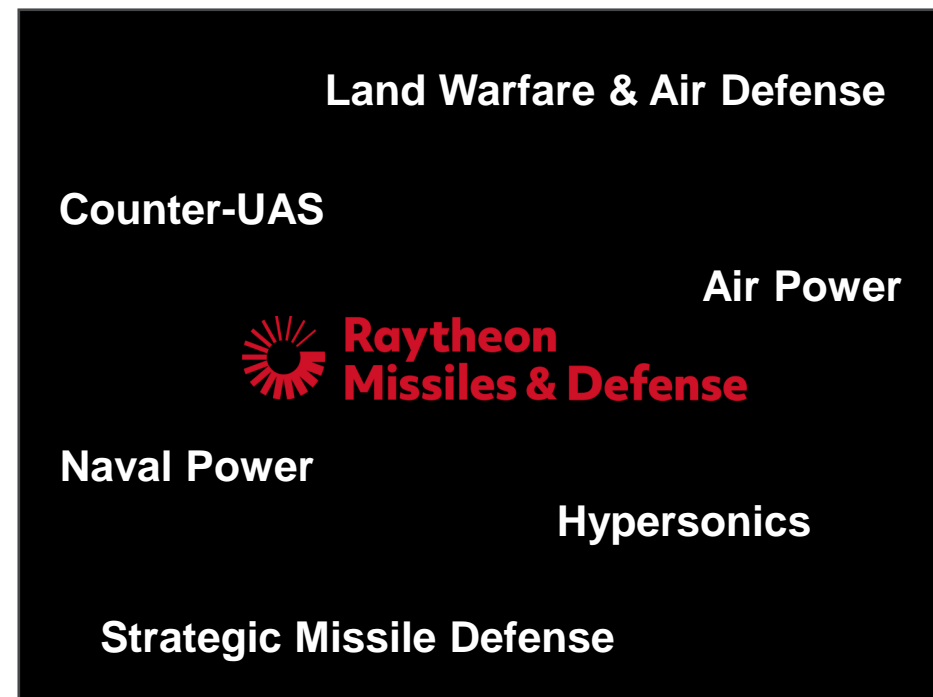 Land Warfare & Air Defense
Counter-UAS
Air Power
Raytheon
Missiles & Defense
Naval Power
Hypersonics
Strategic Missile Defense